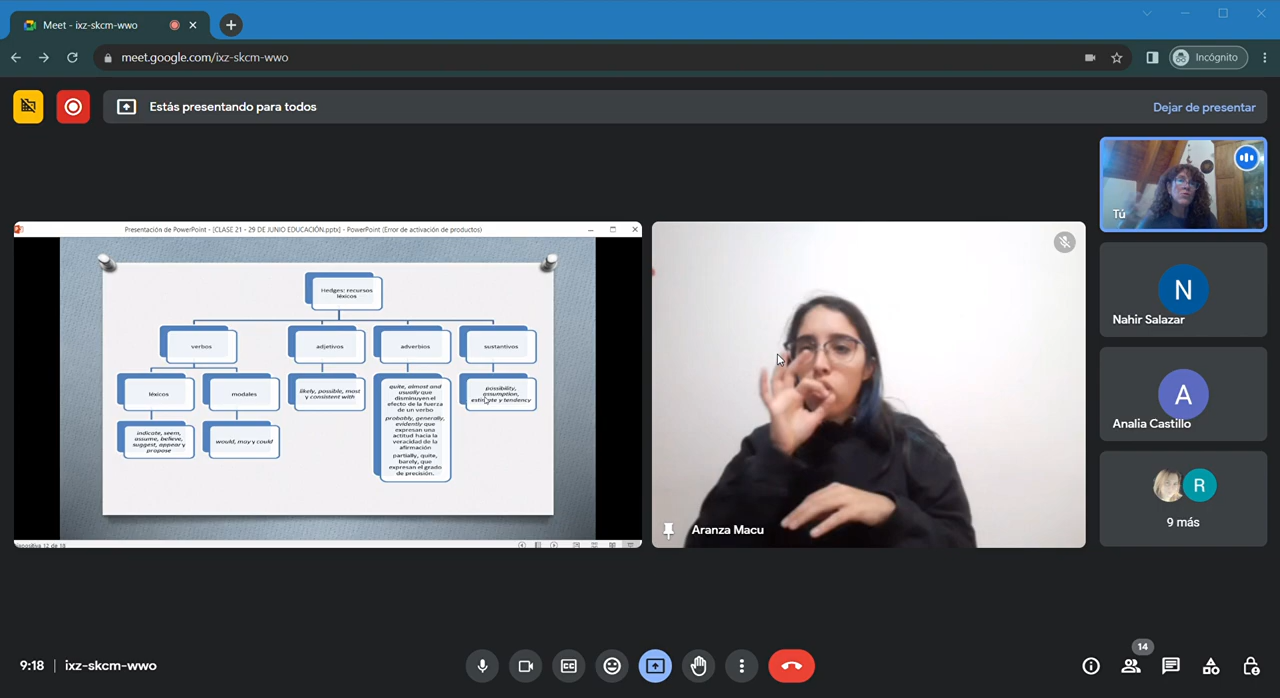 Meet - ixz-skcm-wwo
meet.google.com/ixz-skcm-wwo
Incógnito
Estás presentando para todos
Dejar de presentar
Presentación de PowerPoint - [CLASE 21 - 29 DE JUNIO EDUCACIÓN.pptx] - PowerPoint (Error de activación de productos)
Hedges: recursos
léxicos
verbos
adjetivos
adverbios
sustantivos
léxicos
modales
indicate, seem,
assume, believe,
suggest, appear y
propose
would, may y could
likely, possible, most
y consistent with
quite, almost and
usually que
disminuyen el
efecto de la fuerza
de un verbo
probably, generally,
evidently que
expresan una
actitud hacia la
veracidad de la
afirmación
partially, quite,
barely, que
expresan el grado
de precisión.
possibility,
assumption,
estimate y tendency
Diapositiva 12 de 18
Aranza Macu
Tú
N
Nahir Salazar
A
Analia Castillo
R
9 más
9:18
ixz-skcm-wwo
14